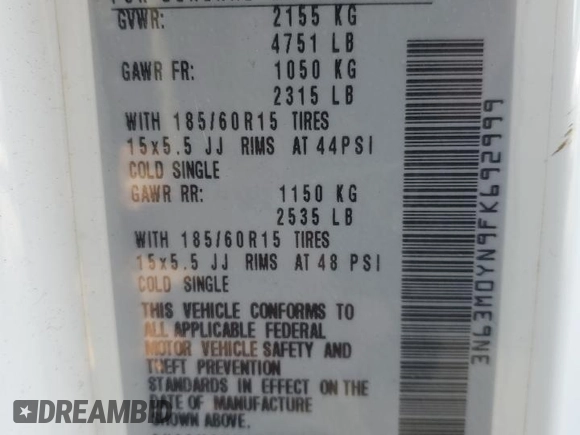 GVWR: 2155 KG
4751 LB
GAWR FR: 1050 KG
2315 LB
WITH 185/60R15 TIRES
15x5.5 JJ RIMS AT 44PSI
COLD SINGLE
GAWR RR: 1150 KG
2535 LB
WITH 185/60R15 TIRES
15x5.5 JJ RIMS AT 48 PSI
COLD SINGLE
THIS VEHICLE CONFORMS TO
ALL APPLICABLE FEDERAL
MOTOR VEHICLE SAFETY AND
THEFT PREVENTION
STANDARDS IN EFFECT ON THE
DATE OF MANUFACTURE
SHOWN ABOVE.
3N63M0YN9FK692999
DREAMBID